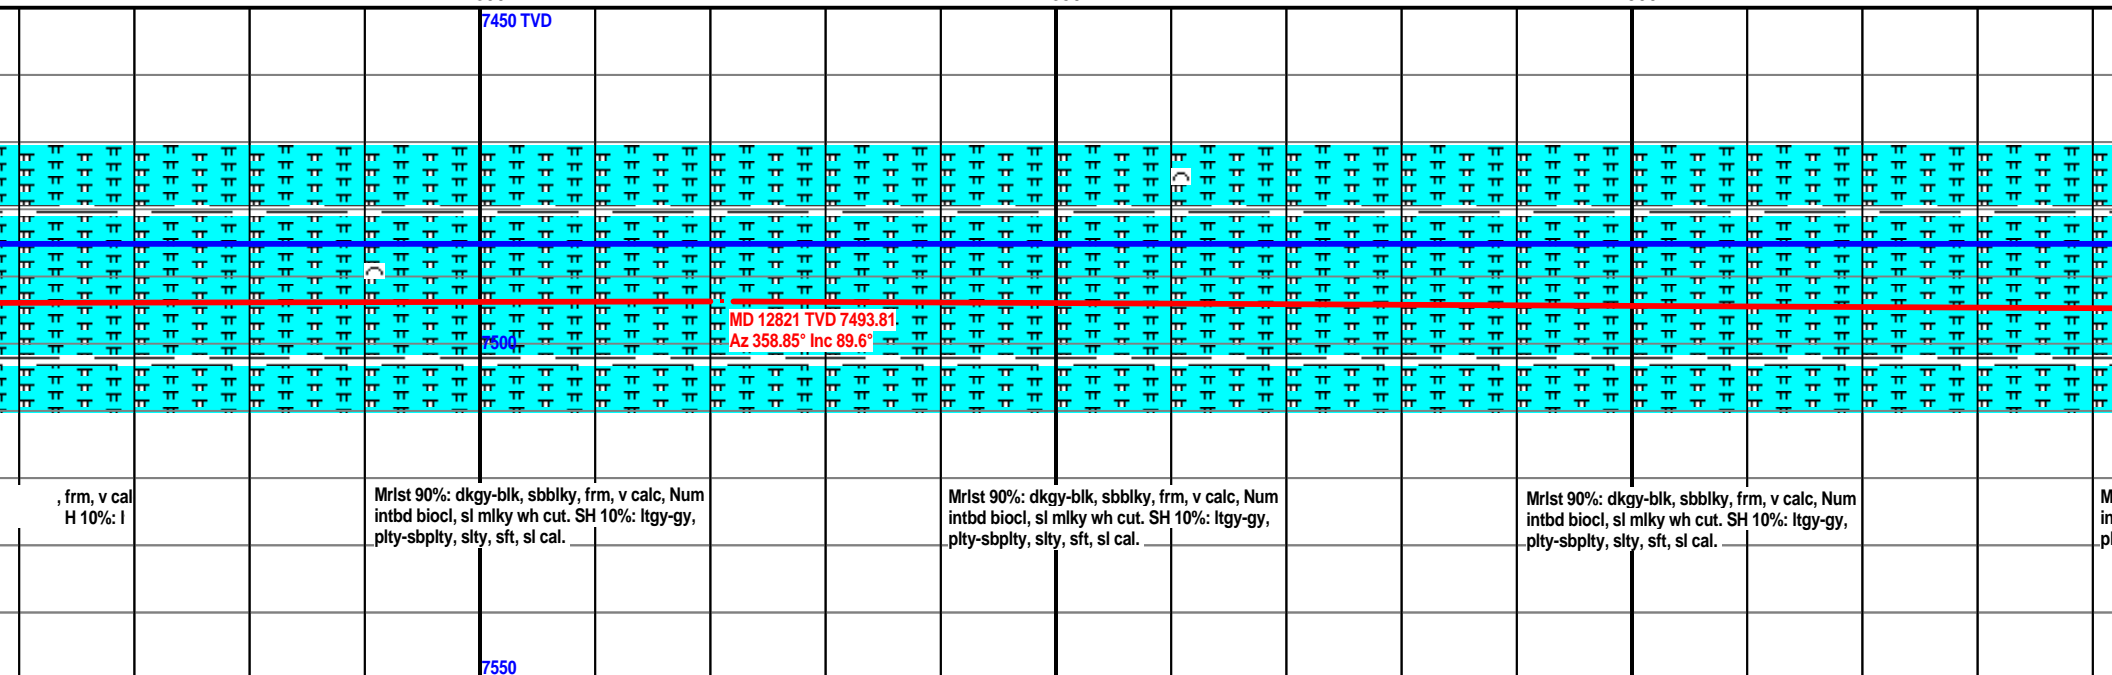 7450 TVD
MD 12821 TVD 7493.81
Az 358.85° Inc 89.6°
7500
, frm, v cal
H 10%: l
Mrlst 90%: dkgy-blk, sbblky, frm, v calc, Num
intbd biocl, sl mlky wh cut. SH 10%: ltgy-gy,
plty-sbplty, slty, sft, sl cal.
Mrlst 90%: dkgy-blk, sbblky, frm, v calc, Num
intbd biocl, sl mlky wh cut. SH 10%: ltgy-gy,
plty-sbplty, slty, sft, sl cal.
Mrlst 90%: dkgy-blk, sbblky, frm, v calc, Num
intbd biocl, sl mlky wh cut. SH 10%: ltgy-gy,
plty-sbplty, slty, sft, sl cal.
M
in
pl
7550